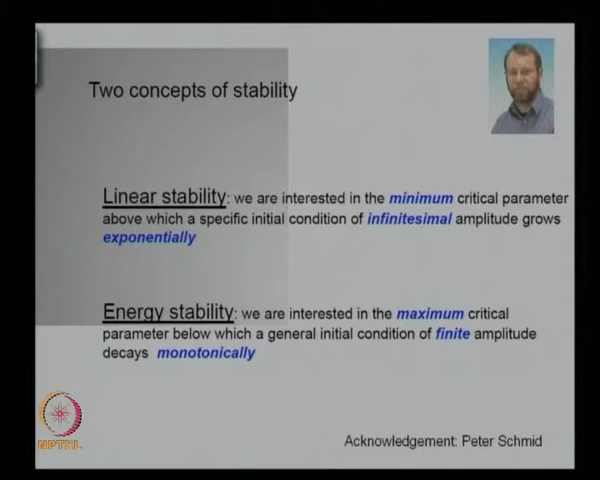 Two concepts of stability
Linear stability: we are interested in the minimum critical parameter
above which a specific initial condition of infinitesimal amplitude grows
exponentially
Energy stability: we are interested in the maximum critical
parameter below which a general initial condition of finite amplitude
decays monotonically
NPTEL
Acknowledgement: Peter Schmid